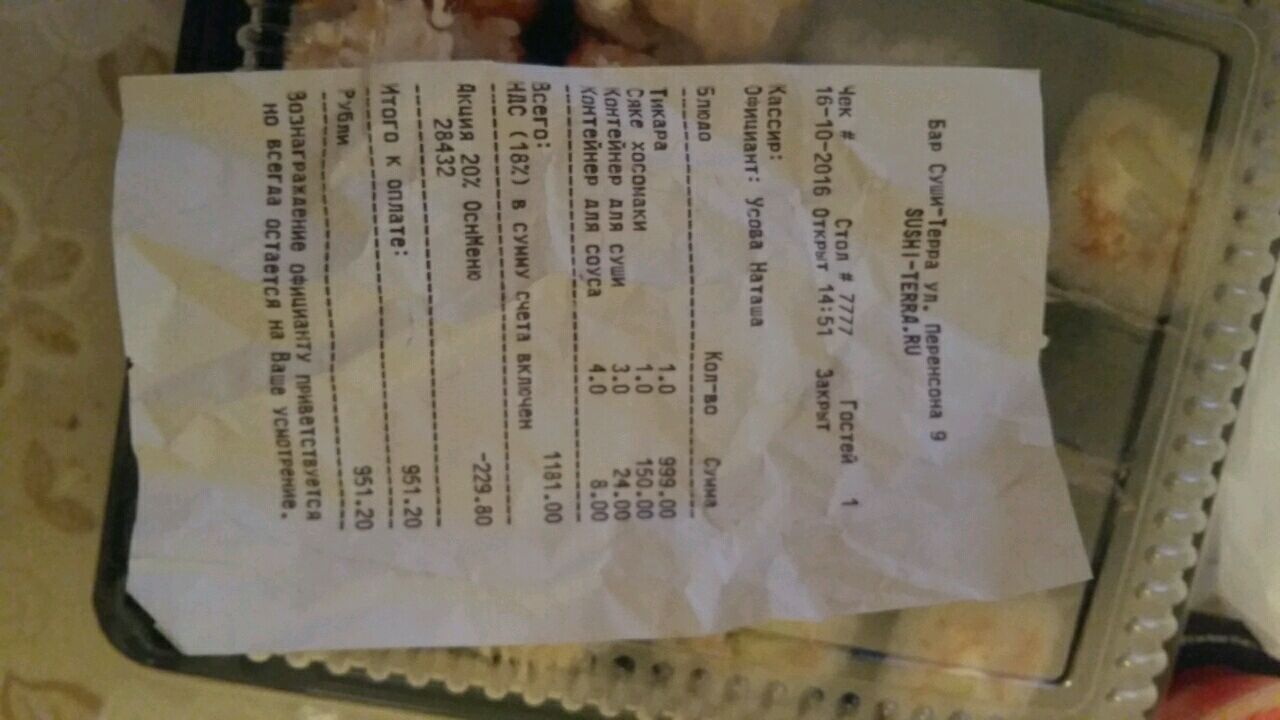 Бар Суши-Терра ул. Перенсона 9
SUSHI-TERRA.RU
Чек # Стол # 7777 Гостей 1
16-10-2016 Открыт 14:51 Закрыт
Кассир:
Официант: Усова Наташа
Блюдо Кол-во Сумма
Тикара 1.0 999.00
Сяке хосомаки 1.0 150.00
Контейнер для суши 3.0 24.00
Контейнер для соуса 4.0 8.00
Всего: 1181.00
НДС (18%) в сумму счета включен
Акция 20% ОснМеню -229.80
28432
Итого к оплате: 951.20
Рубли 951.20
Вознаграждение официанту приветствуется
но всегда остается на Ваше усмотрение.